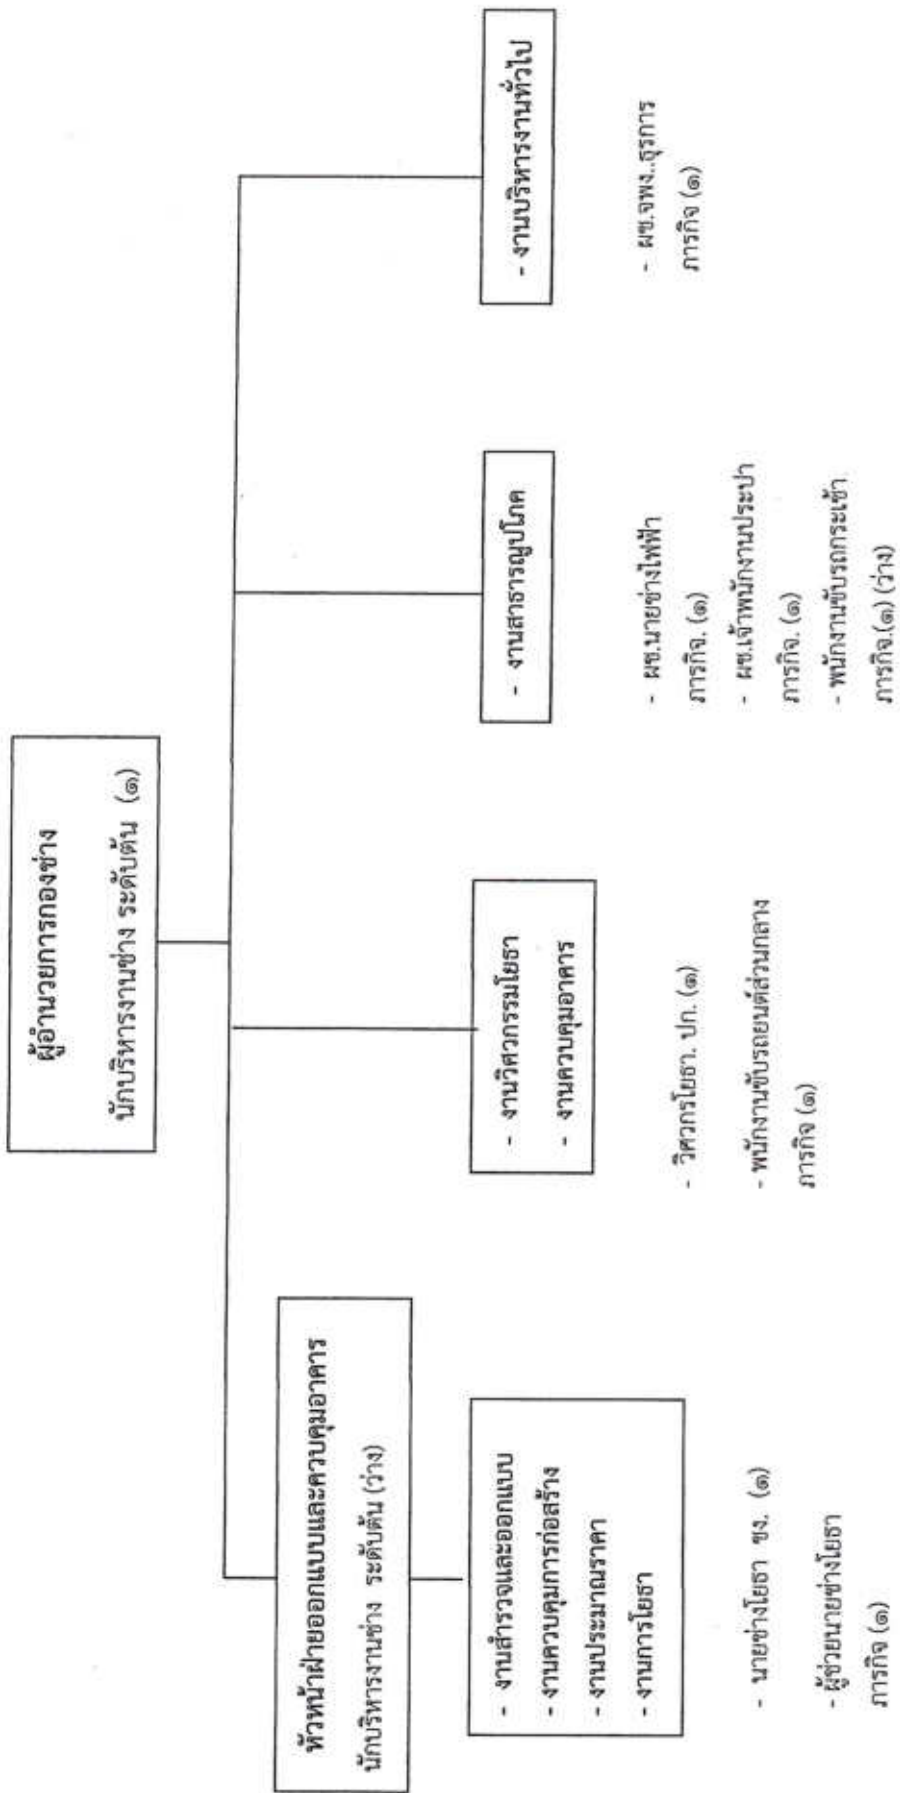 ผู้อำนวยการกองช่าง
นักบริหารงานช่าง ระดับต้น (๑)
หัวหน้าฝ่ายออกแบบและควบคุมอาคาร
นักบริหารงานช่าง ระดับต้น (ว่าง)
- งานสำรวจและออกแบบ
- งานควบคุมการก่อสร้าง
- งานประมาณราคา
- งานการโยธา
- นายช่างโยธา ชง. (๑)
- ผู้ช่วยนายช่างโยธา
ภารกิจ (๑)
- งานวิศวกรรมโยธา
- งานควบคุมอาคาร
- วิศวกรโยธา. ปก. (๑)
- พนักงานขับรถยนต์ส่วนกลาง
ภารกิจ (๑)
- งานสาธารณูปโภค
- ผช.นายช่างไฟฟ้า
ภารกิจ. (๑)
- ผช.เจ้าพนักงานประปา
ภารกิจ. (๑)
- พนักงานขับรถกระเช้า
ภารกิจ.(๑) (ว่าง)
- งานบริหารงานทั่วไป
- ผช.จพง..ธุรการ
ภารกิจ (๑)